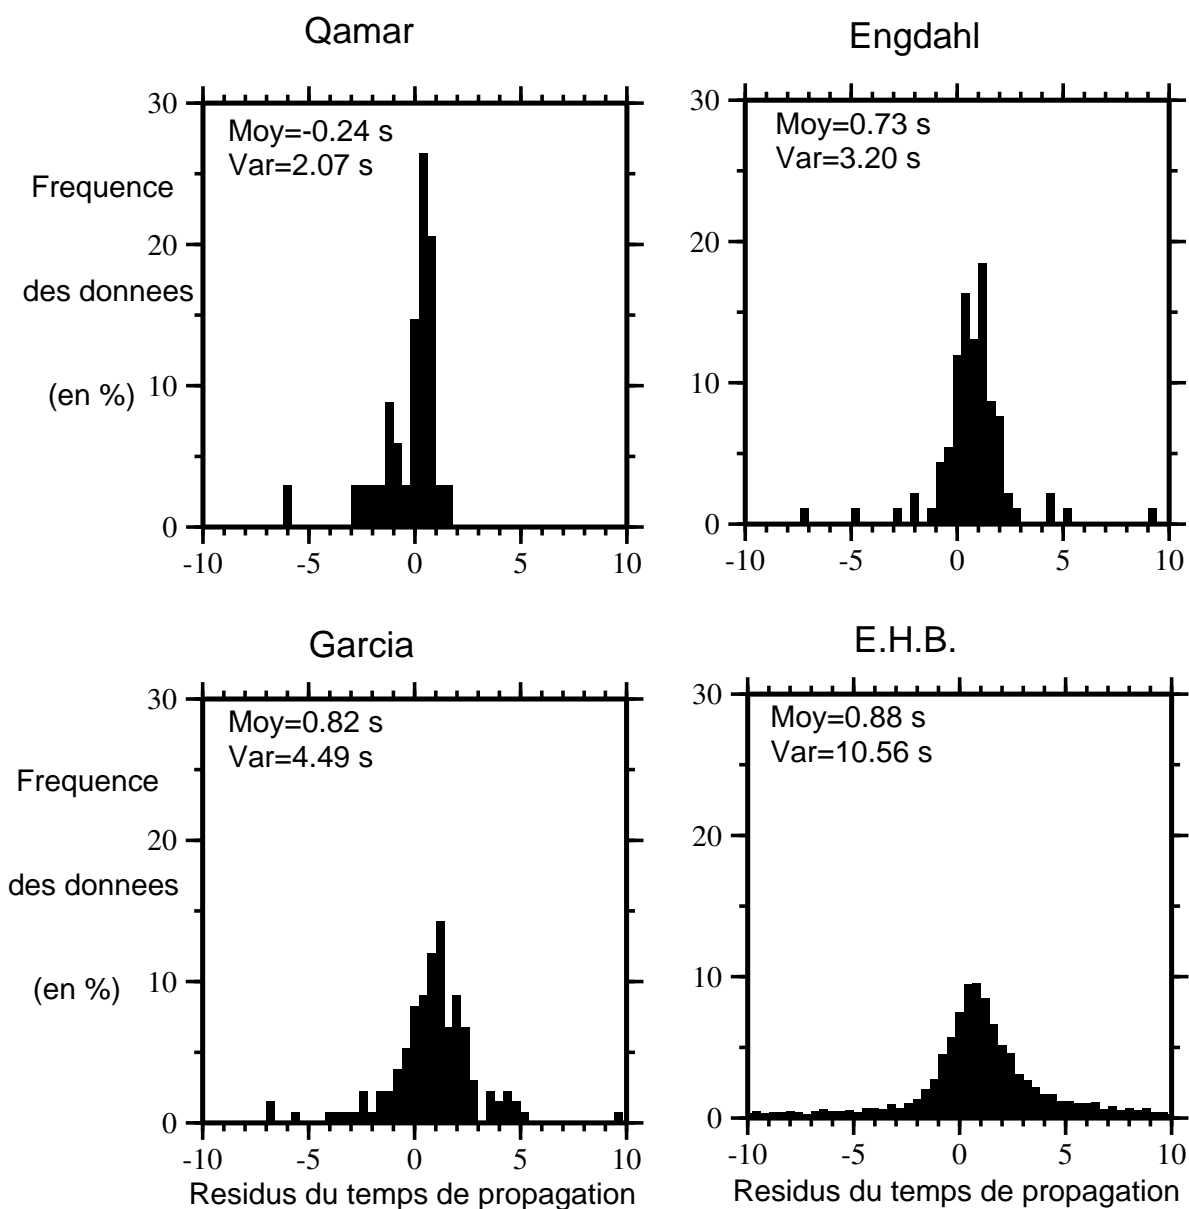 Qamar
Engdahl
30
Moy=-0.24 s
Var=2.07 s
Fréquence
20
des donnees
(en %)
10
0
-10 -5 0 5 10
30
Moy=0.73 s
Var=3.20 s
20
10
0
-10 -5 0 5 10
Garcia
E.H.B.
30
Moy=0.82 s
Var=4.49 s
Fréquence
20
des donnees
(en %)
10
0
-10 -5 0 5 10
Residus du temps de propagation
30
Moy=0.88 s
Var=10.56 s
20
10
0
-10 -5 0 5 10
Residus du temps de propagation